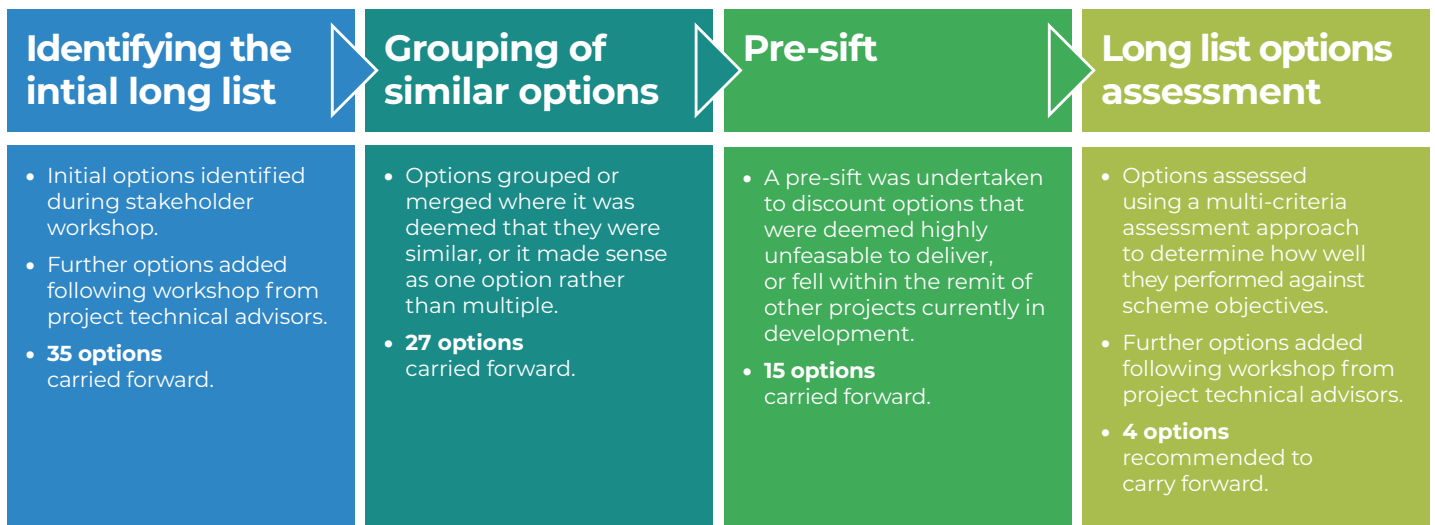 Identifying the
intial long list
• Initial options identified
during stakeholder
workshop.
• Further options added
following workshop from
project technical advisors.
• 35 options
carried forward.
Grouping of
similar options
• Options grouped or
merged where it was
deemed that they were
similar, or it made sense
as one option rather
than multiple.
• 27 options
carried forward.
Pre-sift
• A pre-sift was undertaken
to discount options that
were deemed highly
unfeasable to deliver,
or fell within the remit of
other projects currently in
development.
• 15 options
carried forward.
Long list options
assessment
• Options assessed
using a multi-criteria
assessment approach
to determine how well
they performed against
scheme objectives.
• Further options added
following workshop from
project technical advisors.
• 4 options
recommended to
carry forward.